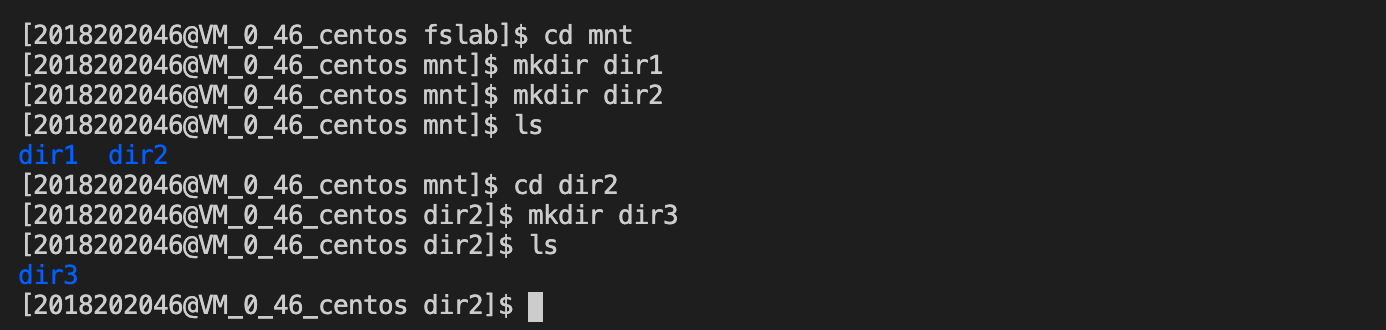 [2018202046@VM_0_46_centos fslab]$ cd mnt
[2018202046@VM_0_46_centos mnt]$ mkdir dir1
[2018202046@VM_0_46_centos mnt]$ mkdir dir2
[2018202046@VM_0_46_centos mnt]$ ls
dir1  dir2
[2018202046@VM_0_46_centos mnt]$ cd dir2
[2018202046@VM_0_46_centos dir2]$ mkdir dir3
[2018202046@VM_0_46_centos dir2]$ ls
dir3
[2018202046@VM_0_46_centos dir2]$